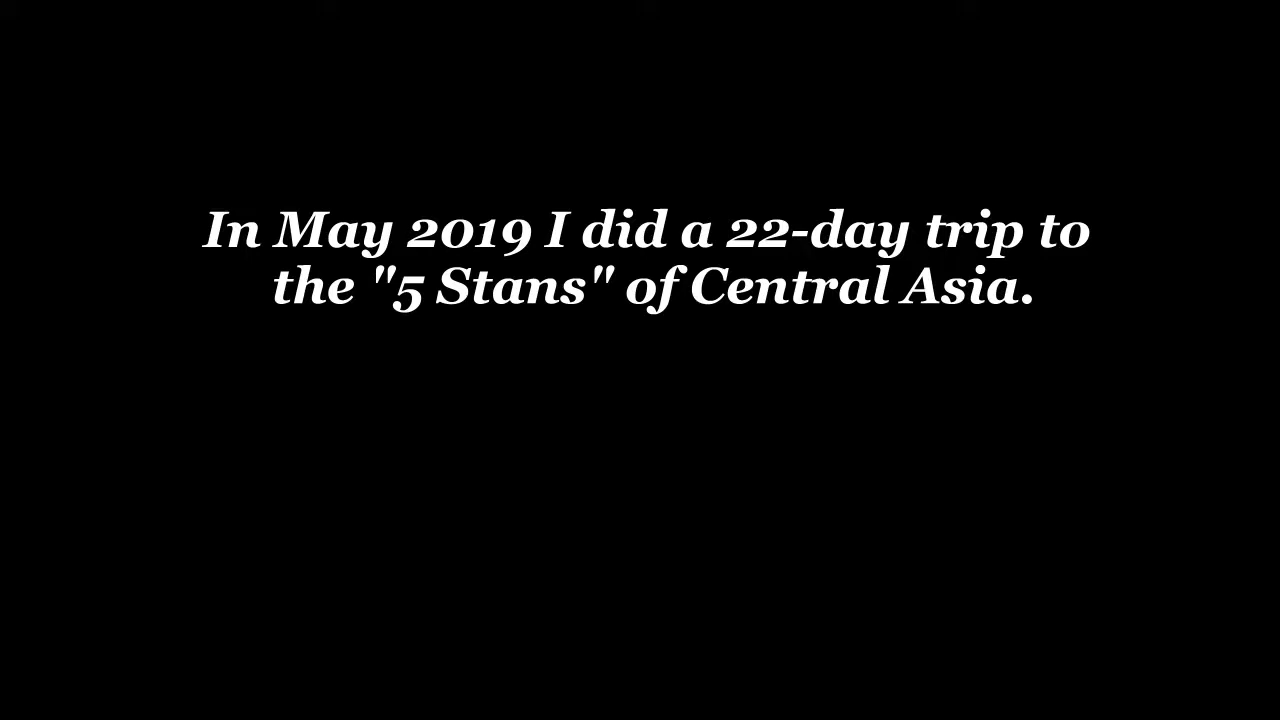 In May 2019 I did a 22-day trip to
the "5 Stans" of Central Asia.